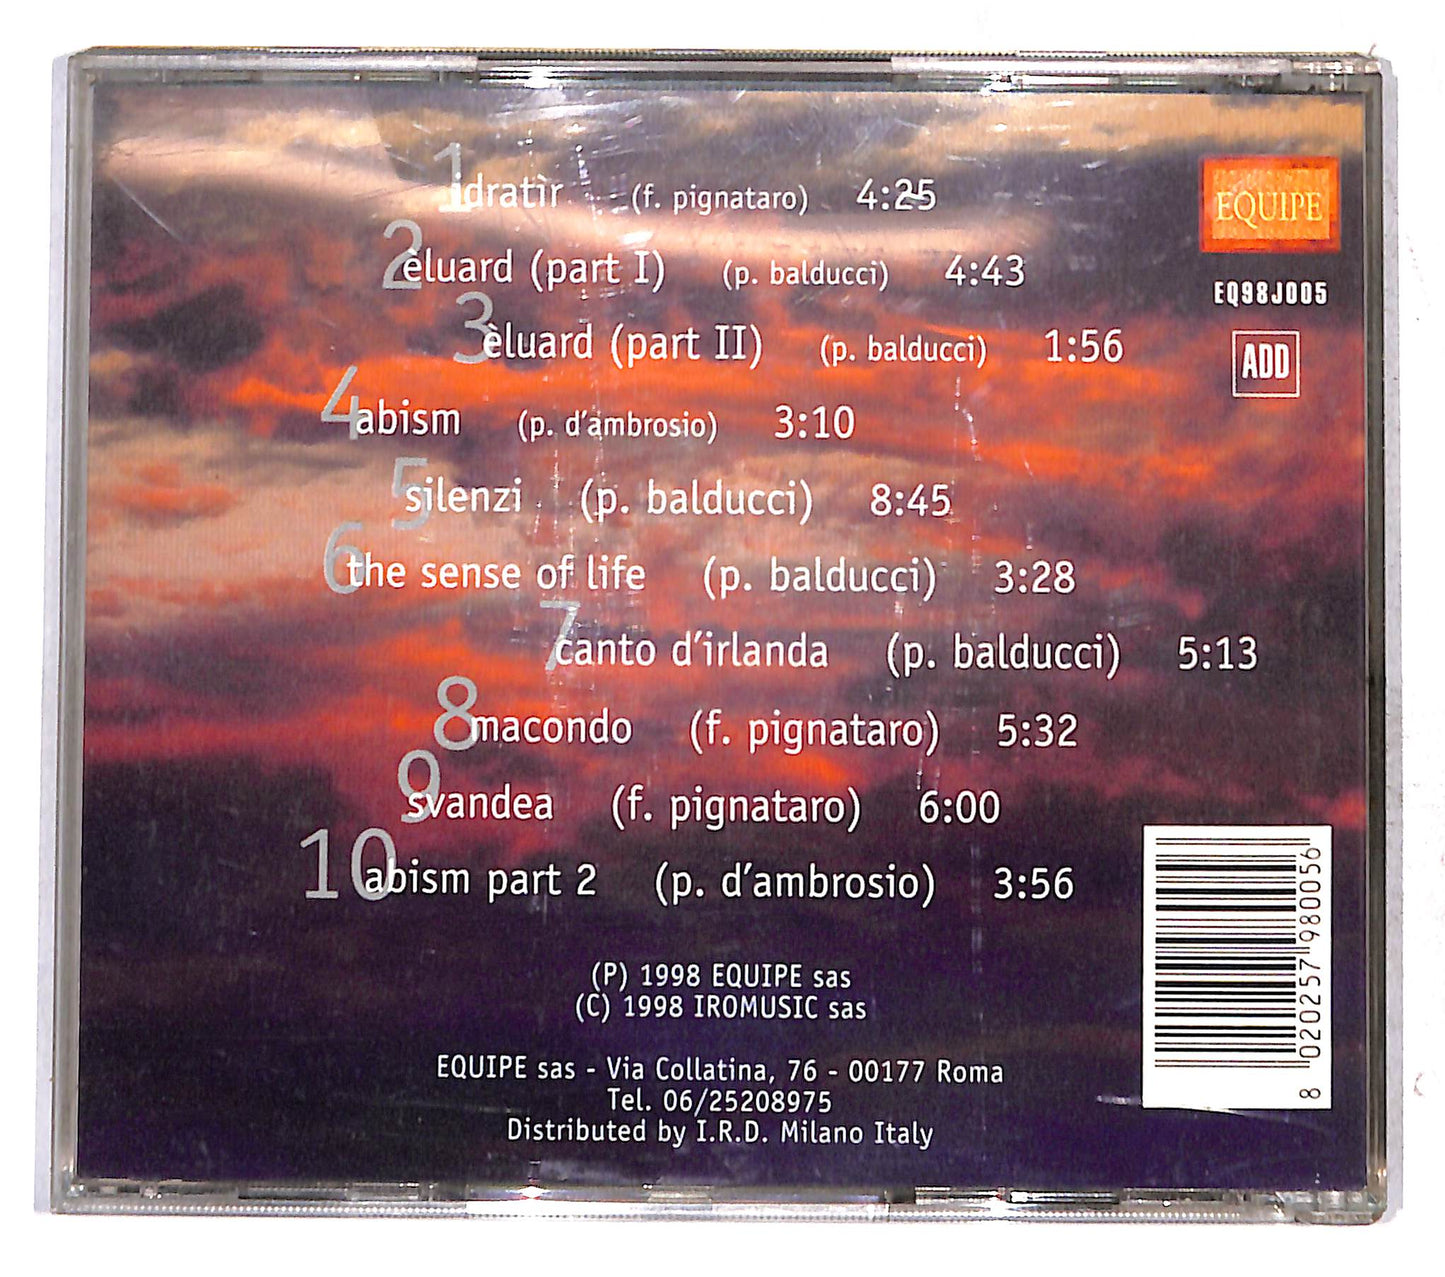 1 idratìr (f. pignataro) 4:25
2 èluard (part I) (p. balducci) 4:43
3 èluard (part II) (p. balducci) 1:56
4 abism (p. d'ambrosio) 3:10
5 silenzi (p. balducci) 8:45
6 the sense of life (p. balducci) 3:28
7 canto d'irlanda (p. balducci) 5:13
8 macondo (f. pignataro) 5:32
9 svandea (f. pignataro) 6:00
10 abism part 2 (p. d'ambrosio) 3:56
(P) 1998 EQUIPE sas
(C) 1998 IROMUSIC sas
EQUIPE sas - Via Collatina, 76 - 00177 Roma
Tel. 06/25208975
Distributed by I.R.D. Milano Italy
EQUIPE
EQ98J005
ADD
8 020257 980056